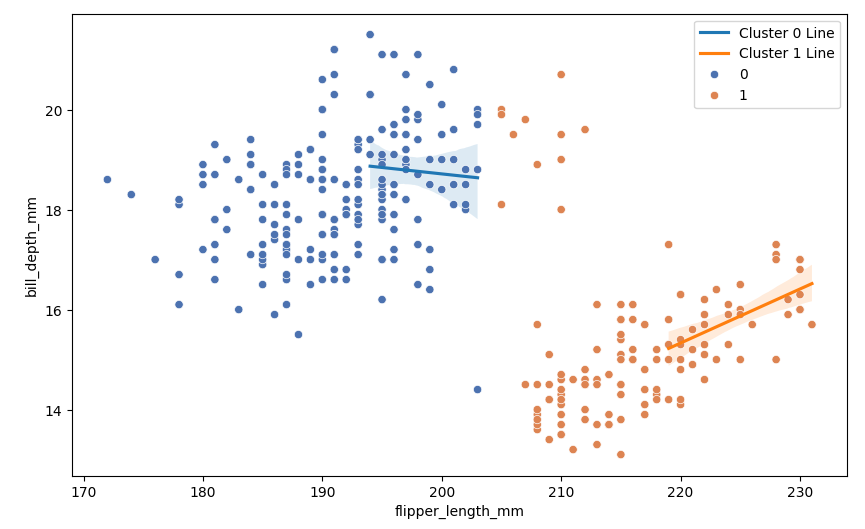 Cluster 0 Line
Cluster 1 Line
0
1
20
18
16
14
bill_depth_mm
170 180 190 200 210 220 230
flipper_length_mm